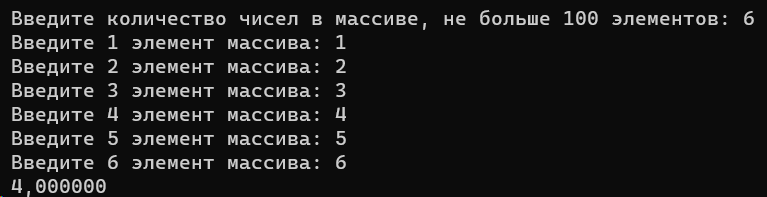 Введите количество чисел в массиве, не больше 100 элементов: 6
Введите 1 элемент массива: 1
Введите 2 элемент массива: 2
Введите 3 элемент массива: 3
Введите 4 элемент массива: 4
Введите 5 элемент массива: 5
Введите 6 элемент массива: 6
4,000000